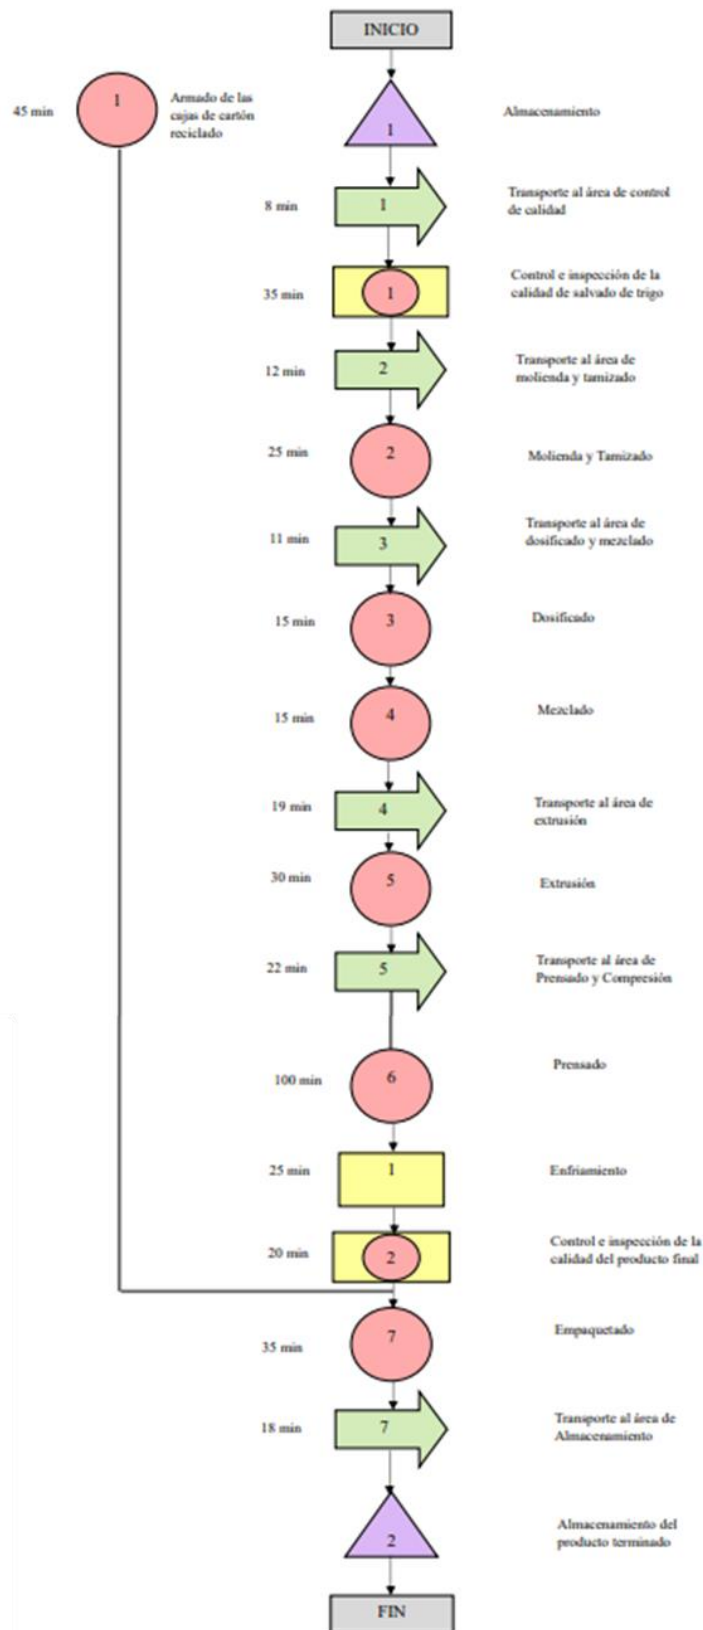 INICIO
45 min
1
Armado de las
cajas de cartón
reciclado
1
Almacenamiento
8 min
1
Transporte al área de control
de calidad
35 min
1
Control e inspección de la
calidad de salvado de trigo
12 min
2
Transporte al área de
molienda y tamizado
25 min
2
Molienda y Tamizado
11 min
3
Transporte al área de
dosificado y mezclado
15 min
3
Dosificado
15 min
4
Mezclado
19 min
4
Transporte al área de
extrusión
30 min
5
Extrusión
22 min
5
Transporte al área de
Prensado y Compresión
100 min
6
Prensado
25 min
1
Enfriamiento
20 min
2
Control e inspección de la
calidad del producto final
35 min
7
Empaquetado
18 min
7
Transporte al área de
Almacenamiento
2
Almacenamiento del
producto terminado
FIN